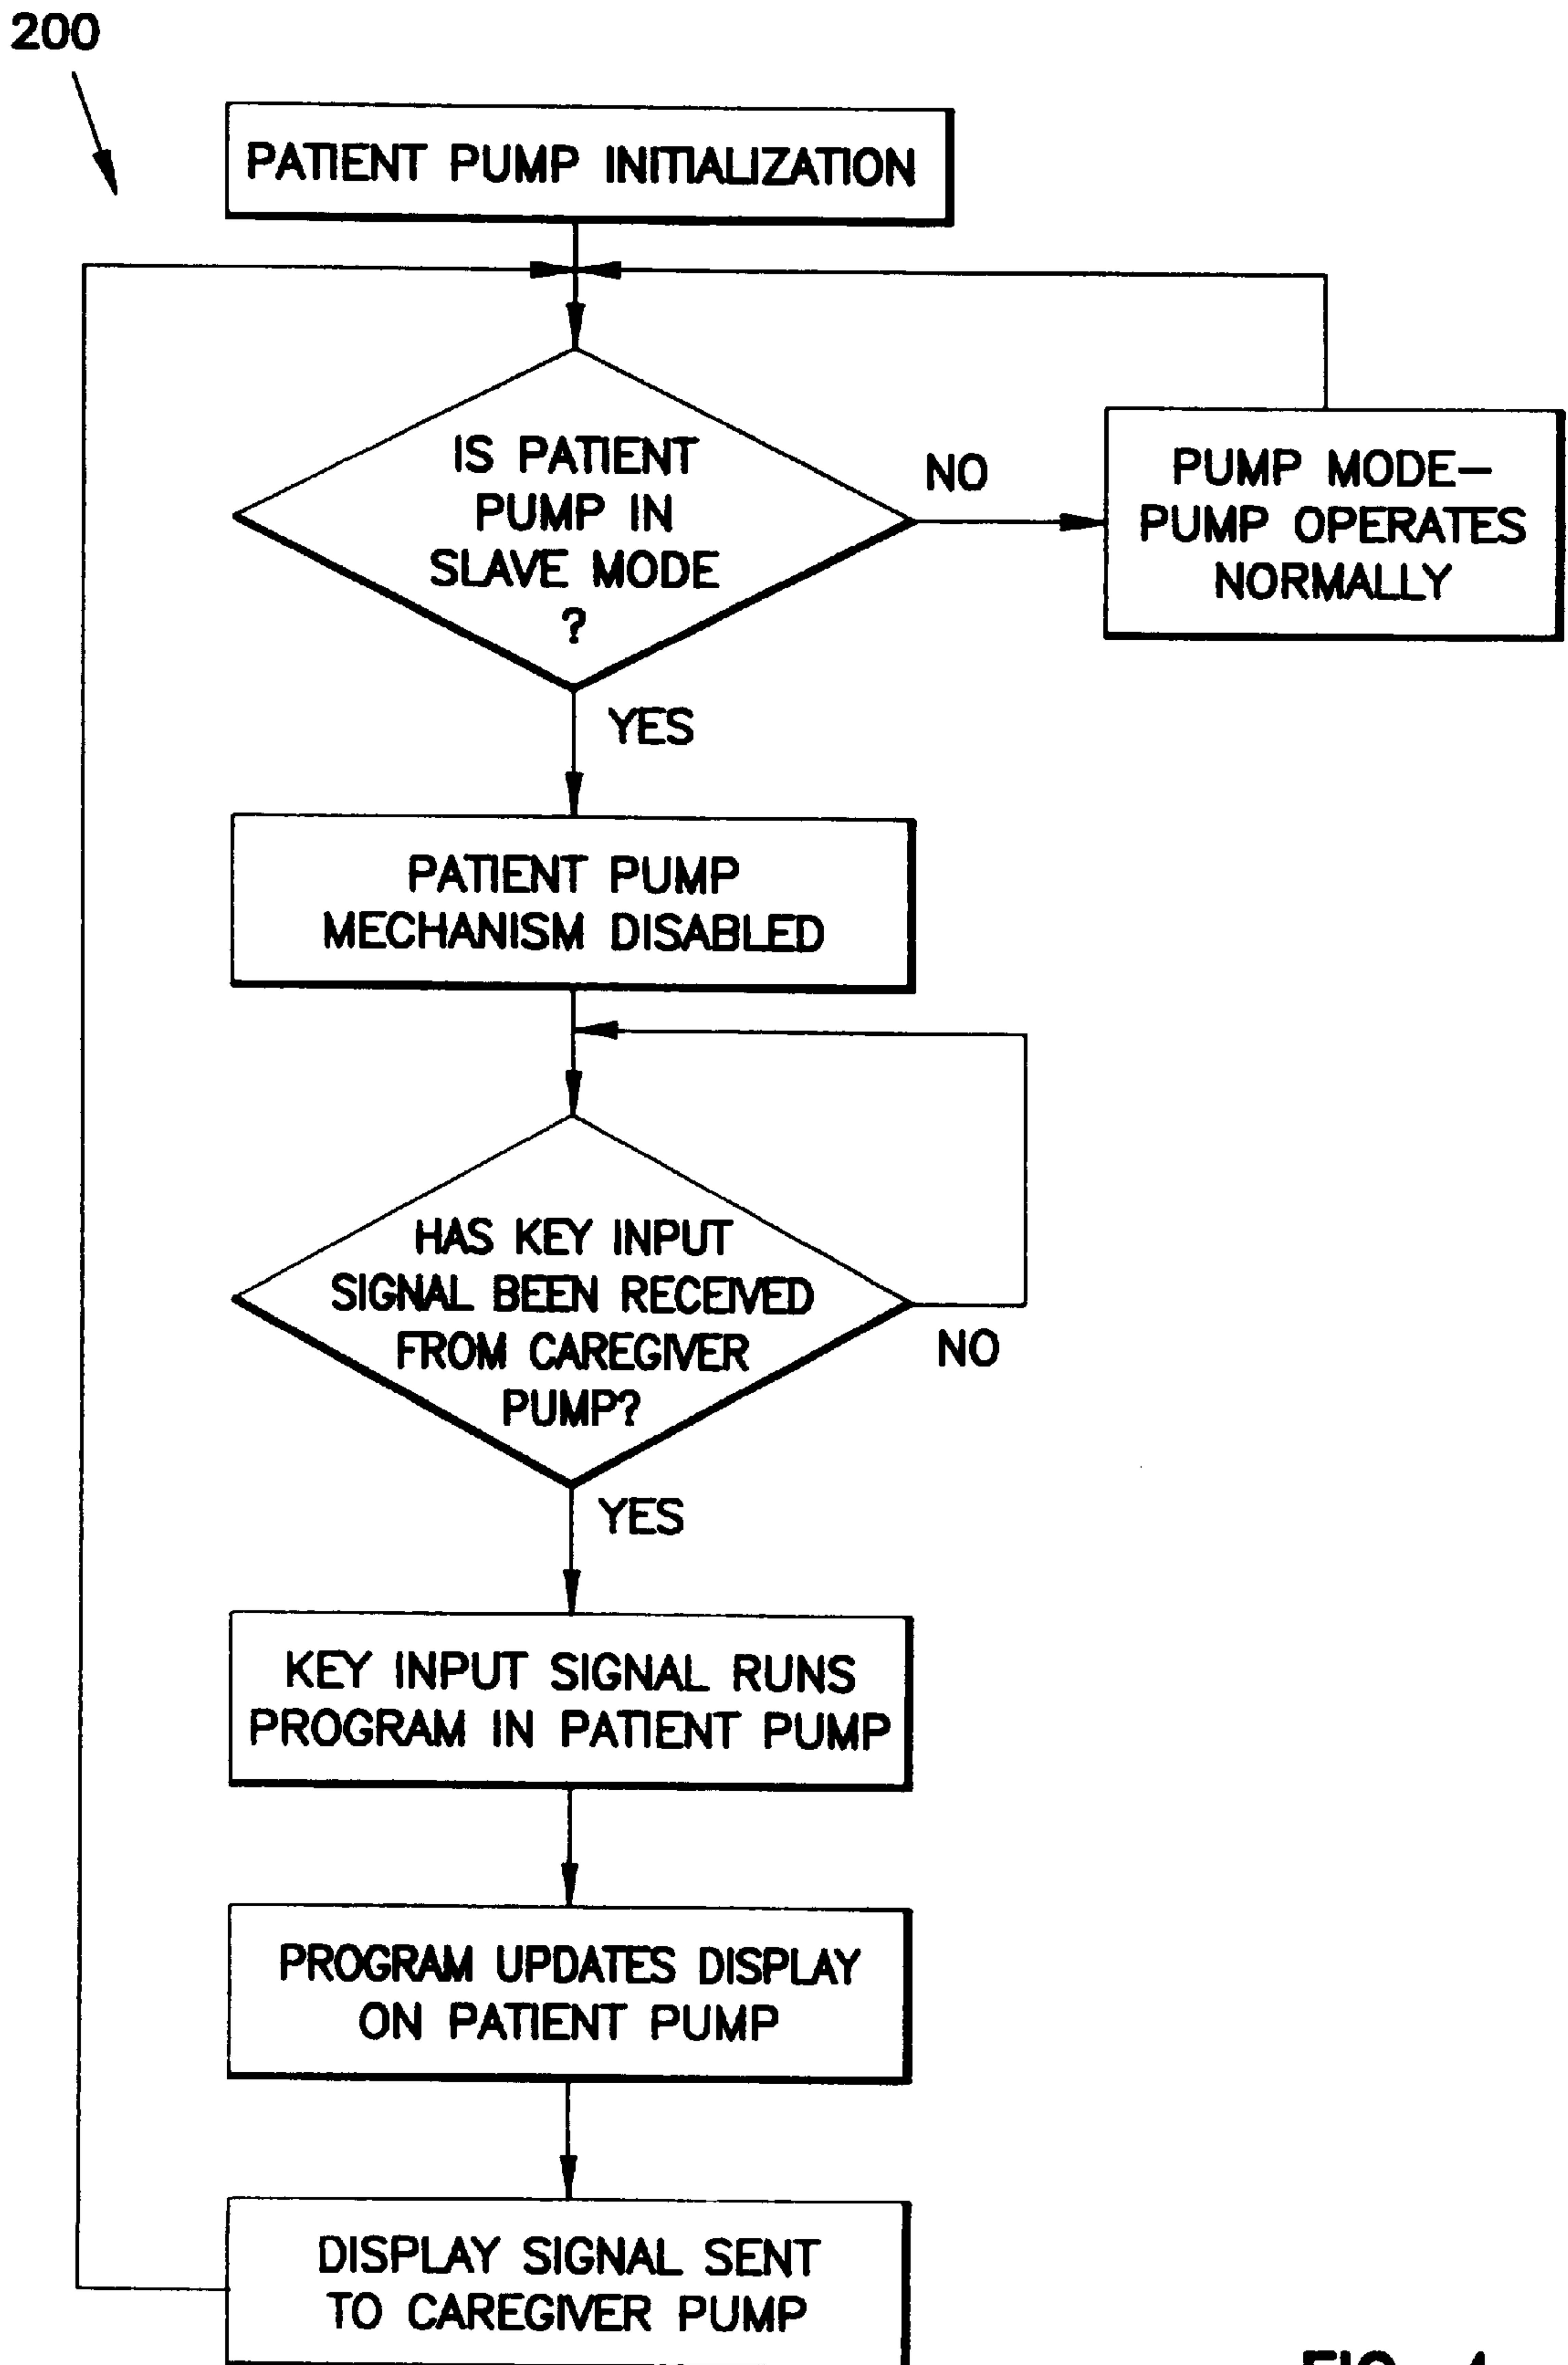 200
PATIENT PUMP INITIALIZATION
IS PATIENT
PUMP IN
SLAVE MODE
?
NO
PUMP MODE–
PUMP OPERATES
NORMALLY
YES
PATIENT PUMP
MECHANISM DISABLED
HAS KEY INPUT
SIGNAL BEEN RECEIVED
FROM CAREGIVER
PUMP?
NO
YES
KEY INPUT SIGNAL RUNS
PROGRAM IN PATIENT PUMP
PROGRAM UPDATES DISPLAY
ON PATIENT PUMP
DISPLAY SIGNAL SENT
TO CAREGIVER PUMP